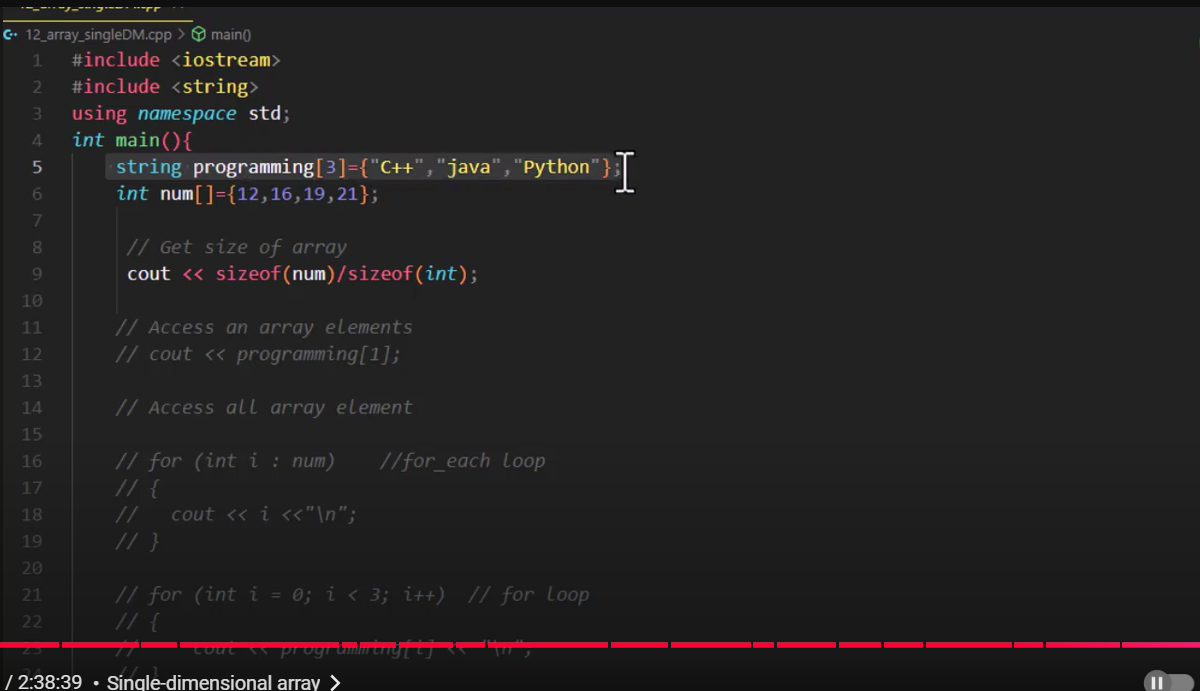 12_array_singleDM.cpp > main()
1 #include <iostream>
2 #include <string>
3 using namespace std;
4 int main(){
5 string programming[3]={"C++","java","Python"};
6 int num[]={12,16,19,21};
7
8 // Get size of array
9 cout << sizeof(num)/sizeof(int);
10
11 // Access an array elements
12 // cout << programming[1];
13
14 // Access all array element
15
16 // for (int i : num) //for_each loop
17 // {
18 // cout << i <<"\n";
19 // }
20
21 // for (int i = 0; i < 3; i++) // for loop
22 // {
23 // cout << programming[i] << "\n";
24 // }
/ 2:38:39 • Single-dimensional array >